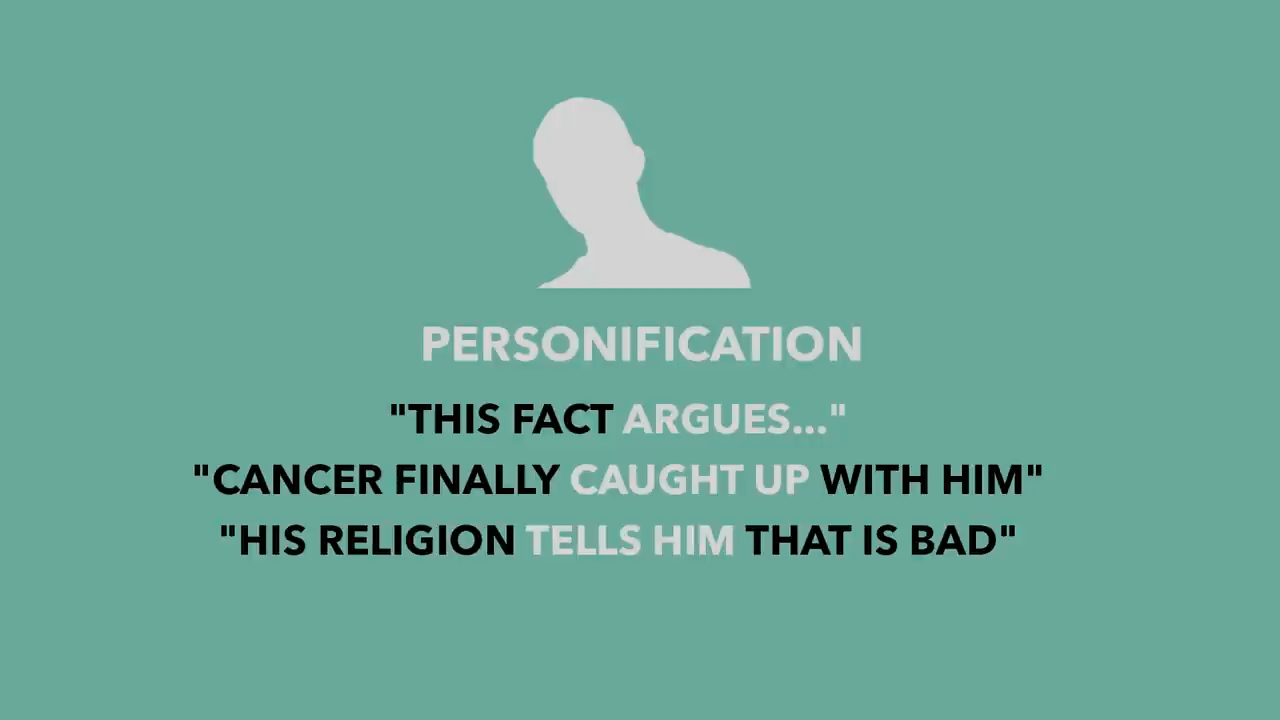 PERSONIFICATION
"THIS FACT ARGUES..."
"CANCER FINALLY CAUGHT UP WITH HIM"
"HIS RELIGION TELLS HIM THAT IS BAD"